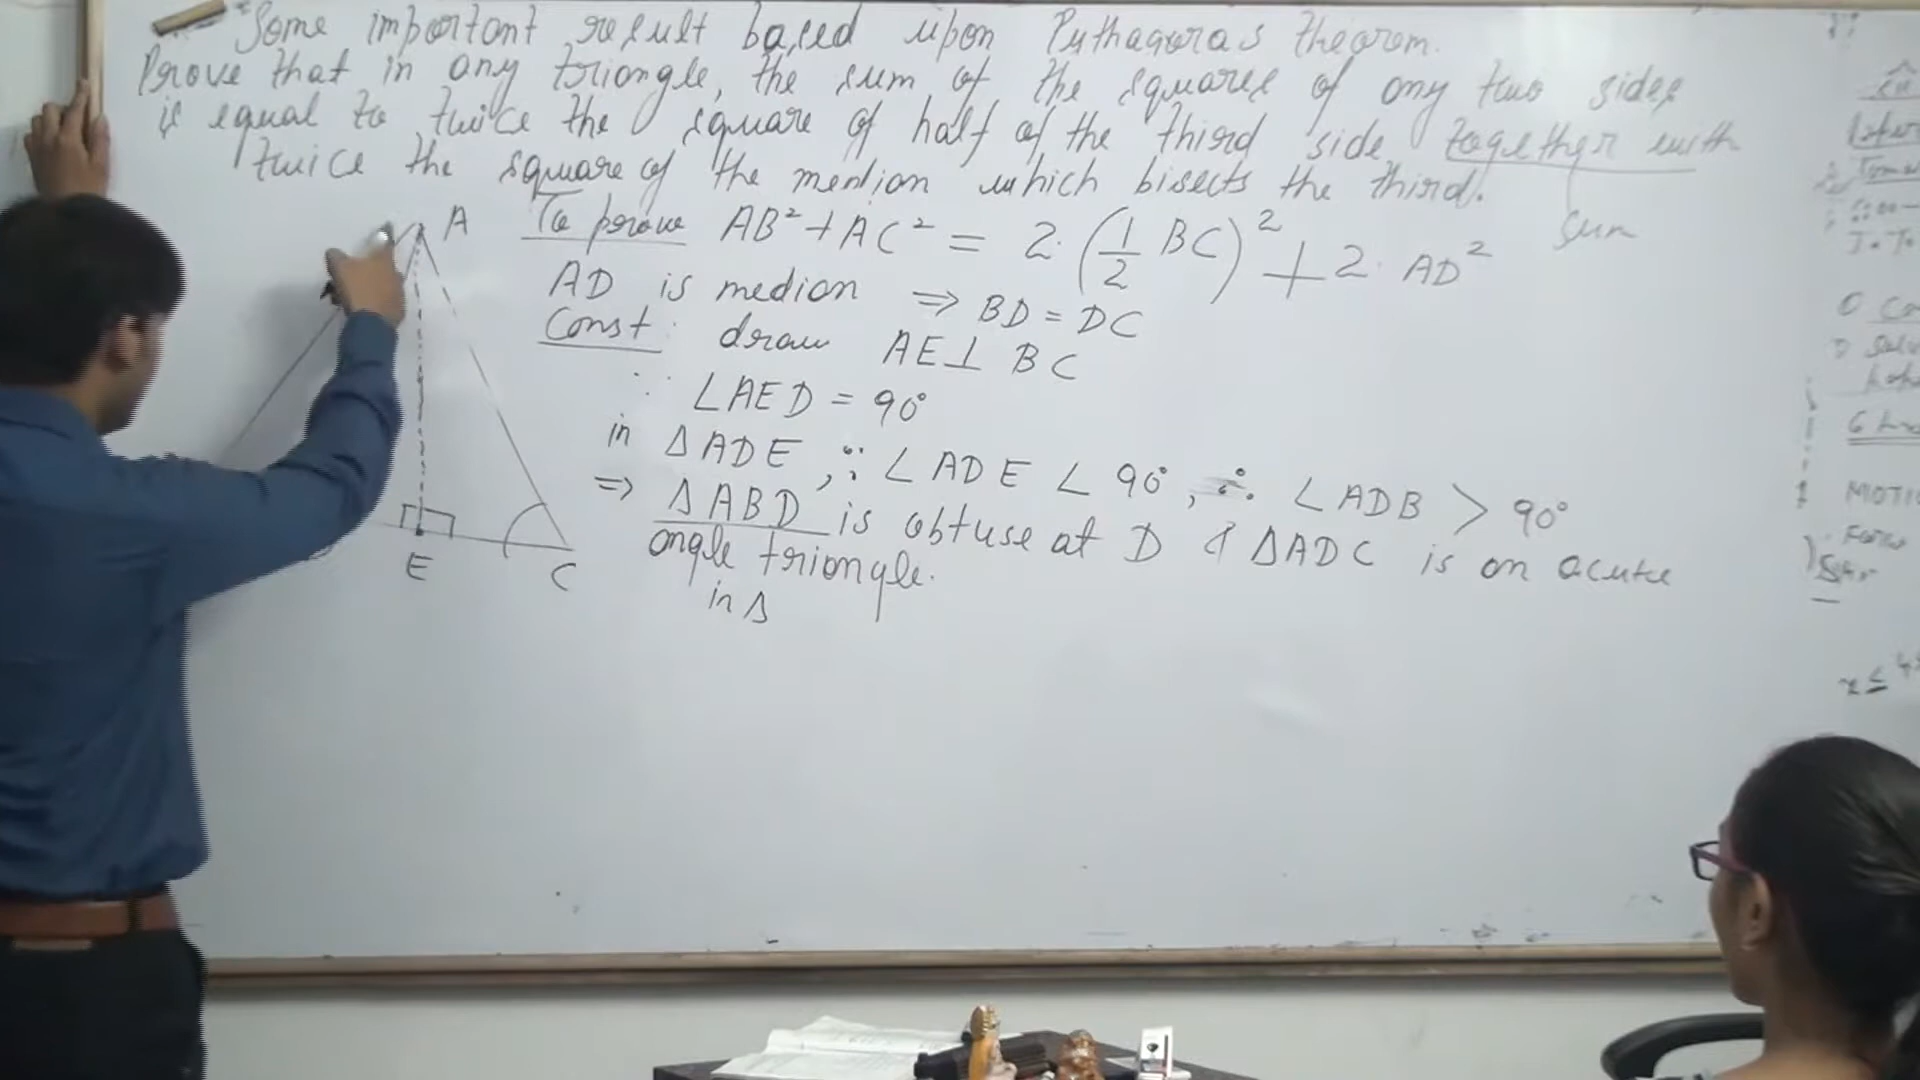 Some important result based upon Pythagoras theorem.
Prove that in any triangle, the sum of the squares of any two sides
is equal to twice the square of half of the third side together with
twice the square of the median which bisects the third.
Sum
To prove AB² + AC² = 2·(1/2 BC)² + 2·AD²
AD is median ⇒ BD = DC
Const : draw AE ⊥ BC
∵ ∠AED = 90°
in ΔADE, ∵ ∠ADE < 90°, ∴ ∠ADB > 90°
⇒ ΔABD is obtuse at D & ΔADC is an acute
angle triangle.
in Δ
A
E
C
MOTIO
Force